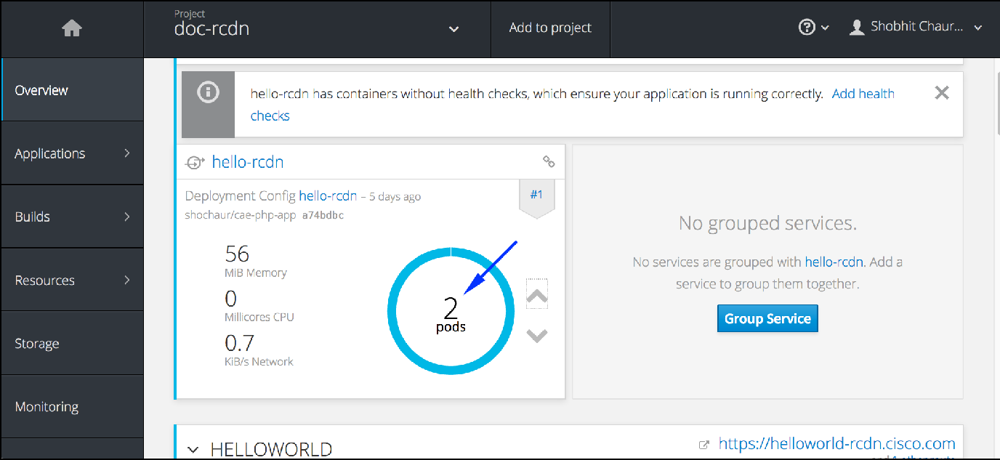 Project
doc-rcdn
Add to project
Shobhit Chaur...
Overview
Applications
Builds
Resources
Storage
Monitoring
hello-rcdn has containers without health checks, which ensure your application is running correctly. Add health
checks
hello-rcdn
Deployment Config hello-rcdn – 5 days ago
#1
shochaur/cae-php-app a74bdbc
56
MiB Memory
0
Millicores CPU
0.7
KiB/s Network
2
pods
No grouped services.
No services are grouped with hello-rcdn. Add a
service to group them together.
Group Service
HELLOWORLD
https://helloworld-rcdn.cisco.com